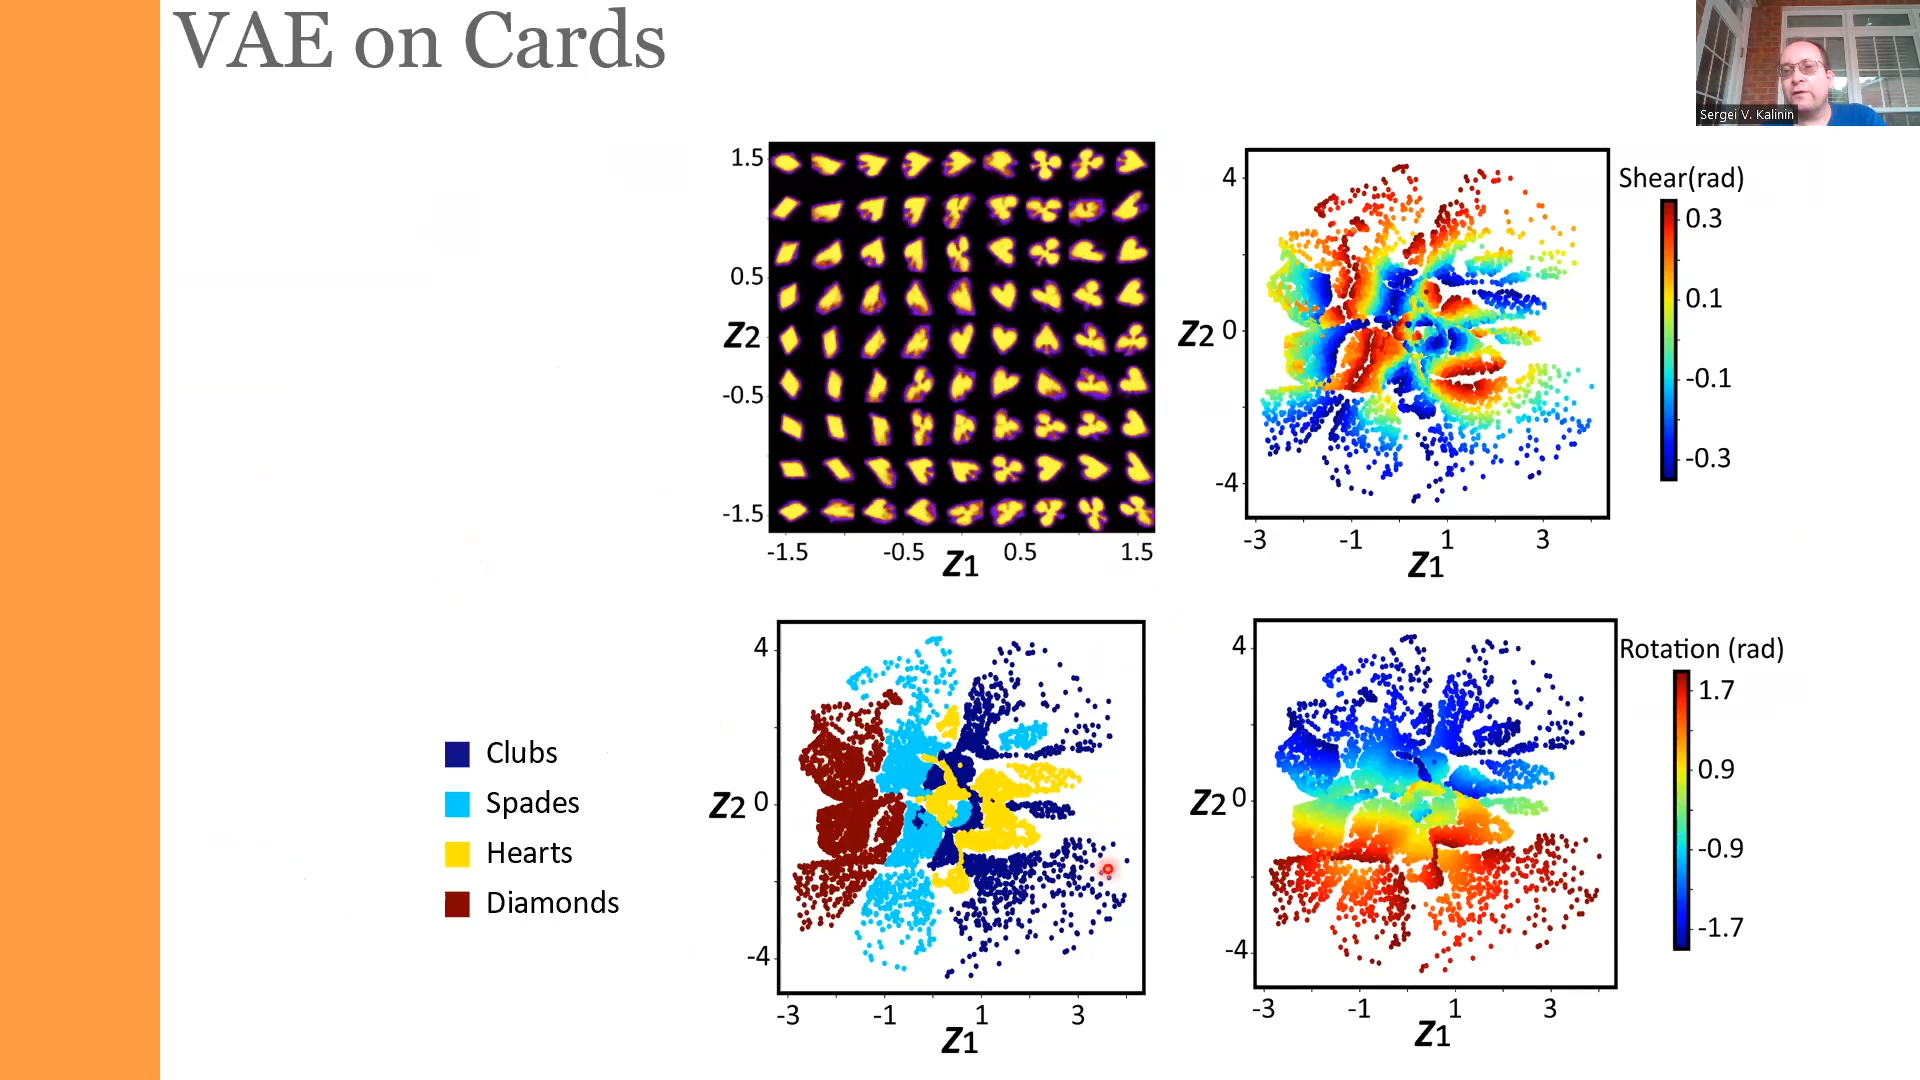 VAE on Cards
Sergei V. Kalinin
1.5
0.5
Z2
-0.5
-1.5
-1.5
-0.5
0.5
1.5
Z1
4
Z2 0
-4
-3
-1
1
3
Z1
Shear(rad)
0.3
0.1
-0.1
-0.3
Clubs
Spades
Hearts
Diamonds
4
Z2 0
-4
-3
-1
1
3
Z1
4
Z2 0
-4
-3
-1
1
3
Z1
Rotation (rad)
1.7
0.9
-0.9
-1.7